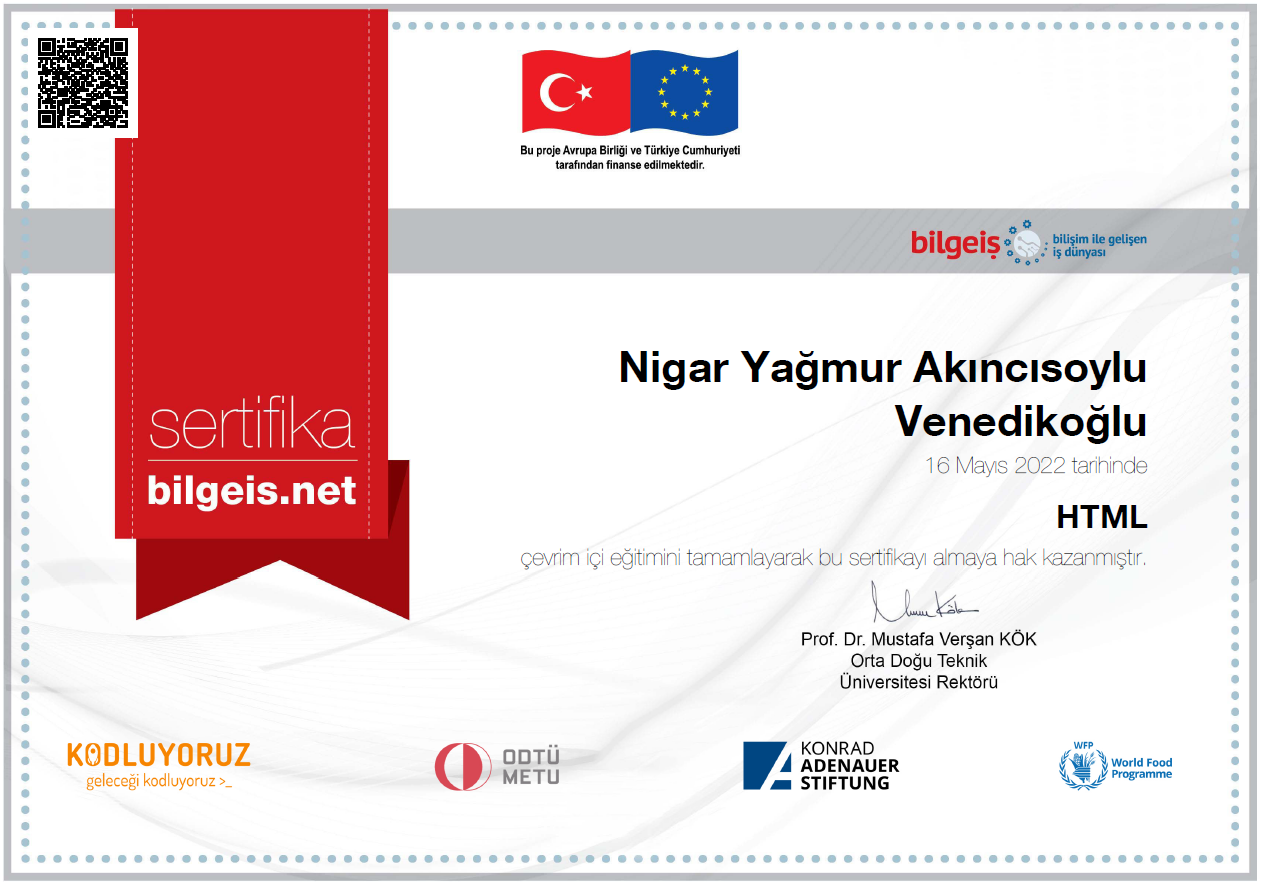 Bu proje Avrupa Birliği ve Türkiye Cumhuriyeti
tarafından finanse edilmektedir.
bilgeiş
bilişim ile gelişen
iş dünyası
Nigar Yağmur Akıncısoylu
Venedikoğlu
16 Mayıs 2022 tarihinde
HTML
çevrim içi eğitimini tamamlayarak bu sertifikayı almaya hak kazanmıştır.
sertifika
bilgeis.net
Prof. Dr. Mustafa Verşan KÖK
Orta Doğu Teknik
Üniversitesi Rektörü
KODLUYORUZ
geleceği kodluyoruz >_
ODTÜ
METU
KONRAD
ADENAUER
STIFTUNG
WFP
World Food
Programme